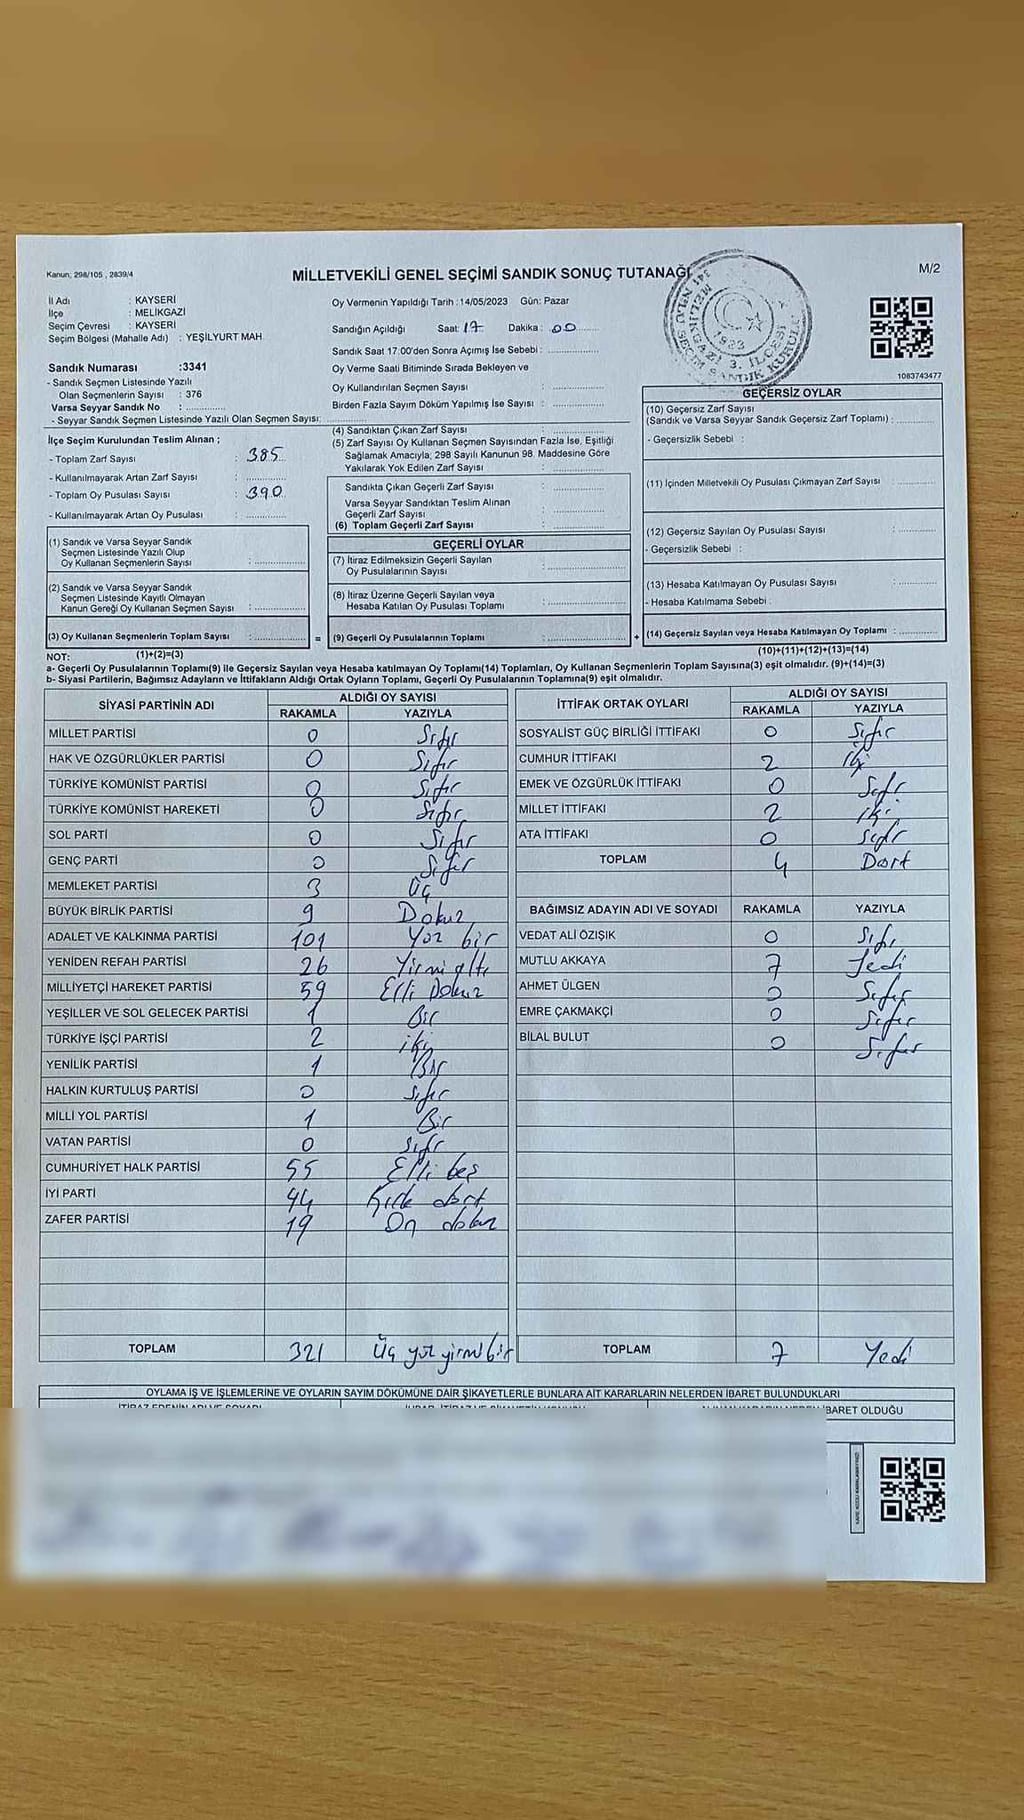 Kanun; 298/105 , 2839/4
MİLLETVEKİLİ GENEL SEÇİMİ SANDIK SONUÇ TUTANAĞI
M/2
İl Adı : KAYSERİ
İlçe : MELİKGAZİ
Seçim Çevresi : KAYSERİ
Seçim Bölgesi (Mahalle Adı) : YEŞİLYURT MAH
Oy Vermenin Yapıldığı Tarih :14/05/2023 Gün: Pazar
Sandığın Açıldığı Saat: 17 Dakika : 00
Sandık Saat 17:00'den Sonra Açımış İse Sebebi :
Oy Verme Saati Bitiminde Sırada Bekleyen ve
Oy Kullandırılan Seçmen Sayısı :
Birden Fazla Sayım Döküm Yapılmış İse Sayısı :
1923
MELİKGAZİ 3. İLÇESİ
1083743477
Sandık Numarası :3341
- Sandık Seçmen Listesinde Yazılı
Olan Seçmenlerin Sayısı : 376
Varsa Seyyar Sandık No :
- Seyyar Sandık Seçmen Listesinde Yazılı Olan Seçmen Sayısı:
İlçe Seçim Kurulundan Teslim Alınan ;
- Toplam Zarf Sayısı : 385
- Kullanılmayarak Artan Zarf Sayısı :
- Toplam Oy Pusulası Sayısı : 390
- Kullanılmayarak Artan Oy Pusulası :
(4) Sandıktan Çıkan Zarf Sayısı :
(5) Zarf Sayısı Oy Kullanan Seçmen Sayısından Fazla İse, Eşitliği
Sağlamak Amacıyla; 298 Sayılı Kanunun 98. Maddesine Göre
Yakılarak Yok Edilen Zarf Sayısı :
Sandıkta Çıkan Geçerli Zarf Sayısı :
Varsa Seyyar Sandıktan Teslim Alınan
Geçerli Zarf Sayısı :
(6) Toplam Geçerli Zarf Sayısı :
GEÇERSİZ OYLAR
(10) Geçersiz Zarf Sayısı
(Sandık ve Varsa Seyyar Sandık Geçersiz Zarf Toplamı) :
- Geçersizlik Sebebi :
(11) İçinden Milletvekili Oy Pusulası Çıkmayan Zarf Sayısı :
(12) Geçersiz Sayılan Oy Pusulası Sayısı :
- Geçersizlik Sebebi :
(13) Hesaba Katılmayan Oy Pusulası Sayısı :
- Hesaba Katılmama Sebebi :
(1) Sandık ve Varsa Seyyar Sandık
Seçmen Listesinde Yazılı Olup
Oy Kullanan Seçmenlerin Sayısı :
(2) Sandık ve Varsa Seyyar Sandık
Seçmen Listesinde Kayıtlı Olmayan
Kanun Gereği Oy Kullanan Seçmen Sayısı :
GEÇERLİ OYLAR
(7) İtiraz Edilmeksizin Geçerli Sayılan
Oy Pusulalarının Sayısı :
(8) İtiraz Üzerine Geçerli Sayılan veya
Hesaba Katılan Oy Pusulası Toplamı :
(3) Oy Kullanan Seçmenlerin Toplam Sayısı : = (9) Geçerli Oy Pusulalarının Toplamı : + (14) Geçersiz Sayılan veya Hesaba Katılmayan Oy Toplamı :
NOT: (1)+(2)=(3) (10)+(11)+(12)+(13)=(14)
a- Geçerli Oy Pusulalarının Toplamı(9) ile Geçersiz Sayılan veya Hesaba katılmayan Oy Toplamı(14) Toplamları, Oy Kullanan Seçmenlerin Toplam Sayısına(3) eşit olmalıdır. (9)+(14)=(3)
b- Siyasi Partilerin, Bağımsız Adayların ve İttifakların Aldığı Ortak Oyların Toplamı, Geçerli Oy Pusulalarının Toplamına(9) eşit olmalıdır.
SİYASİ PARTİNİN ADI ALDIĞI OY SAYISI
RAKAMLA YAZIYLA
MİLLET PARTİSİ 0 Sıfır
HAK VE ÖZGÜRLÜKLER PARTİSİ 0 Sıfır
TÜRKİYE KOMÜNİST PARTİSİ 0 Sıfır
TÜRKİYE KOMÜNİST HAREKETİ 0 Sıfır
SOL PARTİ 0 Sıfır
GENÇ PARTİ 0 Sıfır
MEMLEKET PARTİSİ 3 Üç
BÜYÜK BİRLİK PARTİSİ 9 Dokuz
ADALET VE KALKINMA PARTİSİ 101 Yüz bir
YENİDEN REFAH PARTİSİ 26 Yirmi altı
MİLLİYETÇİ HAREKET PARTİSİ 59 Elli Dokuz
YEŞİLLER VE SOL GELECEK PARTİSİ 1 Bir
TÜRKİYE İŞÇİ PARTİSİ 2 iki
YENİLİK PARTİSİ 1 Bir
HALKIN KURTULUŞ PARTİSİ 0 Sıfır
MİLLİ YOL PARTİSİ 1 Bir
VATAN PARTİSİ 0 Sıfır
CUMHURİYET HALK PARTİSİ 55 Elli beş
İYİ PARTİ 44 Kırk dört
ZAFER PARTİSİ 19 On dokuz
TOPLAM 321 Üç yüz yirmi bir
İTTİFAK ORTAK OYLARI ALDIĞI OY SAYISI
RAKAMLA YAZIYLA
SOSYALİST GÜÇ BİRLİĞİ İTTİFAKI 0 Sıfır
CUMHUR İTTİFAKI 2 iki
EMEK VE ÖZGÜRLÜK İTTİFAKI 0 Sıfır
MİLLET İTTİFAKI 2 iki
ATA İTTİFAKI 0 sıfır
TOPLAM 4 Dört
BAĞIMSIZ ADAYIN ADI VE SOYADI RAKAMLA YAZIYLA
VEDAT ALİ ÖZIŞIK 0 Sıfır
MUTLU AKKAYA 7 Yedi
AHMET ÜLGEN 0 Sıfır
EMRE ÇAKMAKÇİ 0 Sıfır
BİLAL BULUT 0 Sıfır
TOPLAM 7 Yedi
OYLAMA İŞ VE İŞLEMLERİNE VE OYLARIN SAYIM DÖKÜMÜNE DAİR ŞİKAYETLERLE BUNLARA AİT KARARLARIN NELERDEN İBARET BULUNDUKLARI
İBARET OLDUĞU